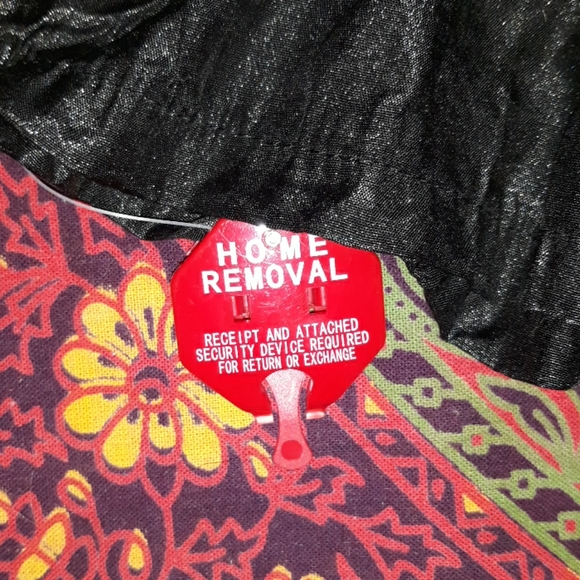 HOME
REMOVAL
RECEIPT AND ATTACHED
SECURITY DEVICE REQUIRED
FOR RETURN OR EXCHANGE